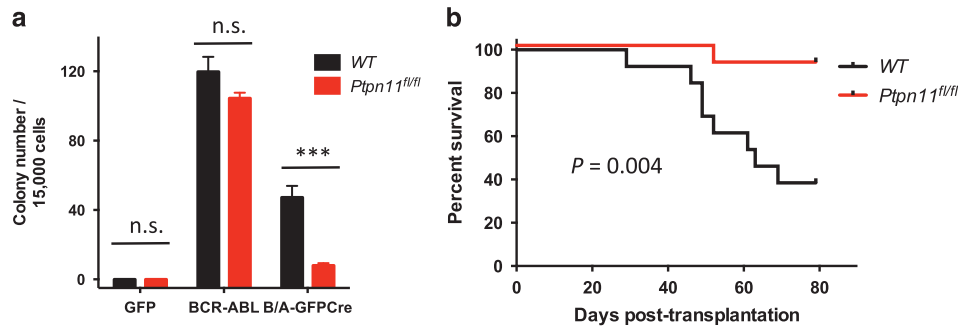 a
Colony number /
15,000 cells
120
80
40
0
n.s.
n.s.
***
WT
Ptpn11fl/fl
GFP
BCR-ABL
B/A-GFPCre
b
Percent survival
100
80
60
40
20
0
P = 0.004
WT
Ptpn11fl/fl
0
20
40
60
80
Days post-transplantation